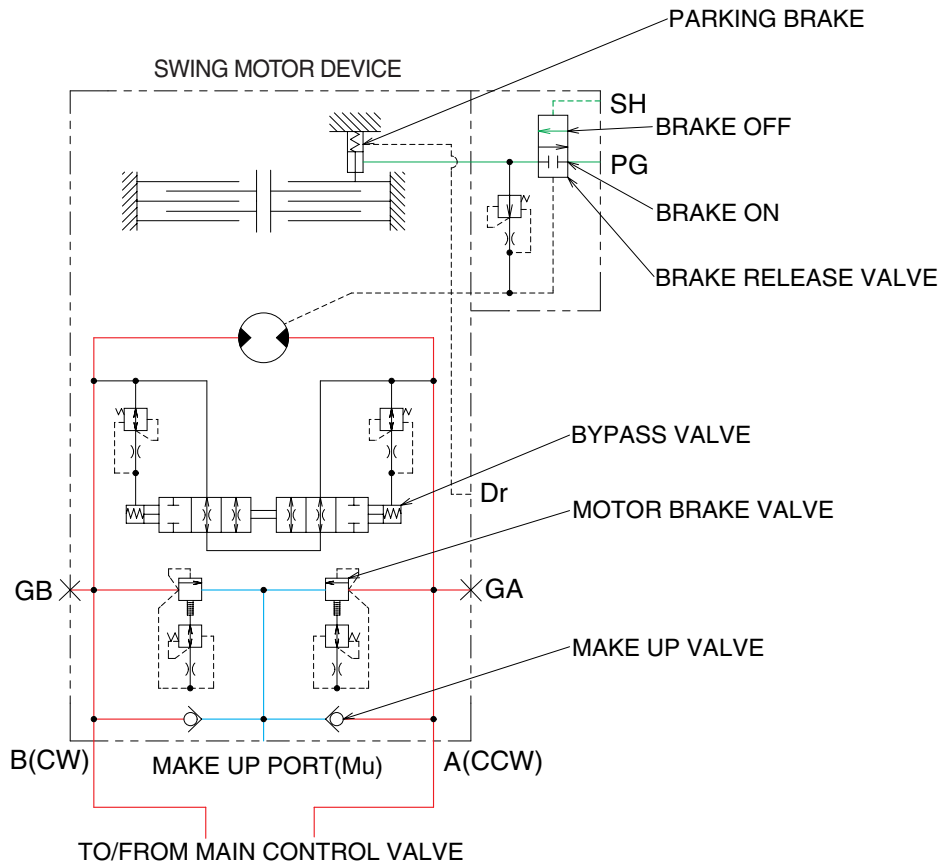 PARKING BRAKE
SWING MOTOR DEVICE
SH
BRAKE OFF
PG
BRAKE ON
BRAKE RELEASE VALVE
BYPASS VALVE
Dr
MOTOR BRAKE VALVE
GB
GA
MAKE UP VALVE
B(CW)
MAKE UP PORT(Mu)
A(CCW)
TO/FROM MAIN CONTROL VALVE